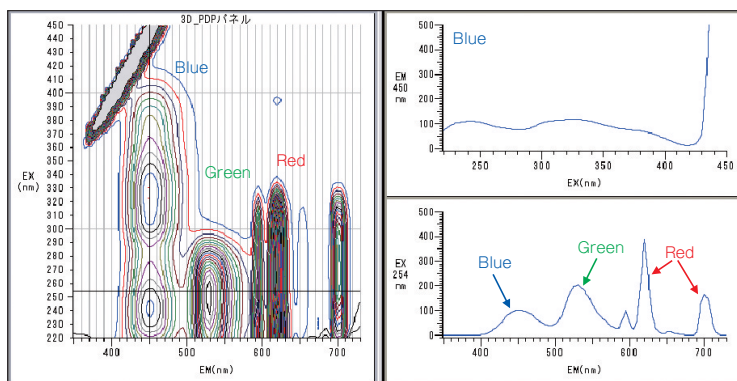 3D_PDPパネル
450
440
430
420
410
400
390
380
370
360
350
340
330
320
310
300
290
280
270
260
250
240
230
220
EX
(nm)
Blue
Green
Red
400 500 600 700
EM(nm)
Blue
500
400
300
200
100
0
EM
450
nm
250 300 350 400 450
EX(nm)
500
400
300
200
100
0
EX
254
nm
Blue
Green
Red
400 500 600 700
EM(nm)